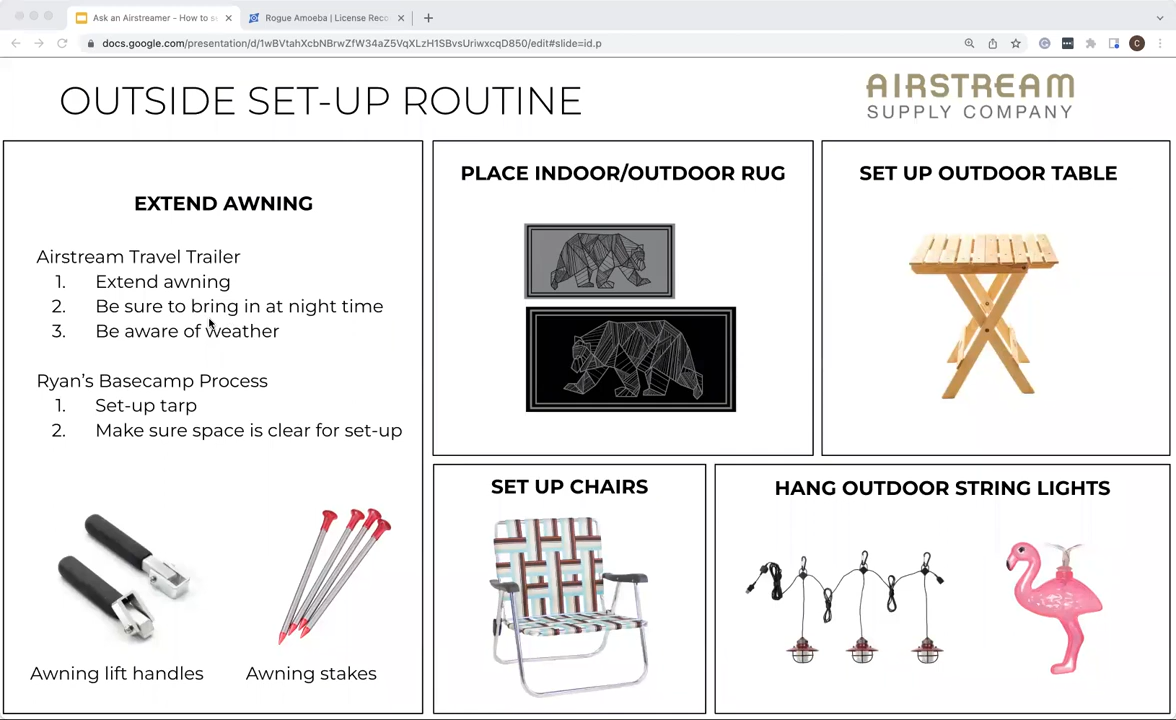 Ask an Airstreamer - How to se
Rogue Amoeba | License Reco
docs.google.com/presentation/d/1wBVtahXcbNBrwZfW34aZ5VqXLzH1SBvsUriwxcqD850/edit#slide=id.p
C
OUTSIDE SET-UP ROUTINE
AIRSTREAM
SUPPLY COMPANY
EXTEND AWNING
Airstream Travel Trailer
1. Extend awning
2. Be sure to bring in at night time
3. Be aware of weather
Ryan’s Basecamp Process
1. Set-up tarp
2. Make sure space is clear for set-up
Awning lift handles
Awning stakes
PLACE INDOOR/OUTDOOR RUG
SET UP OUTDOOR TABLE
SET UP CHAIRS
HANG OUTDOOR STRING LIGHTS